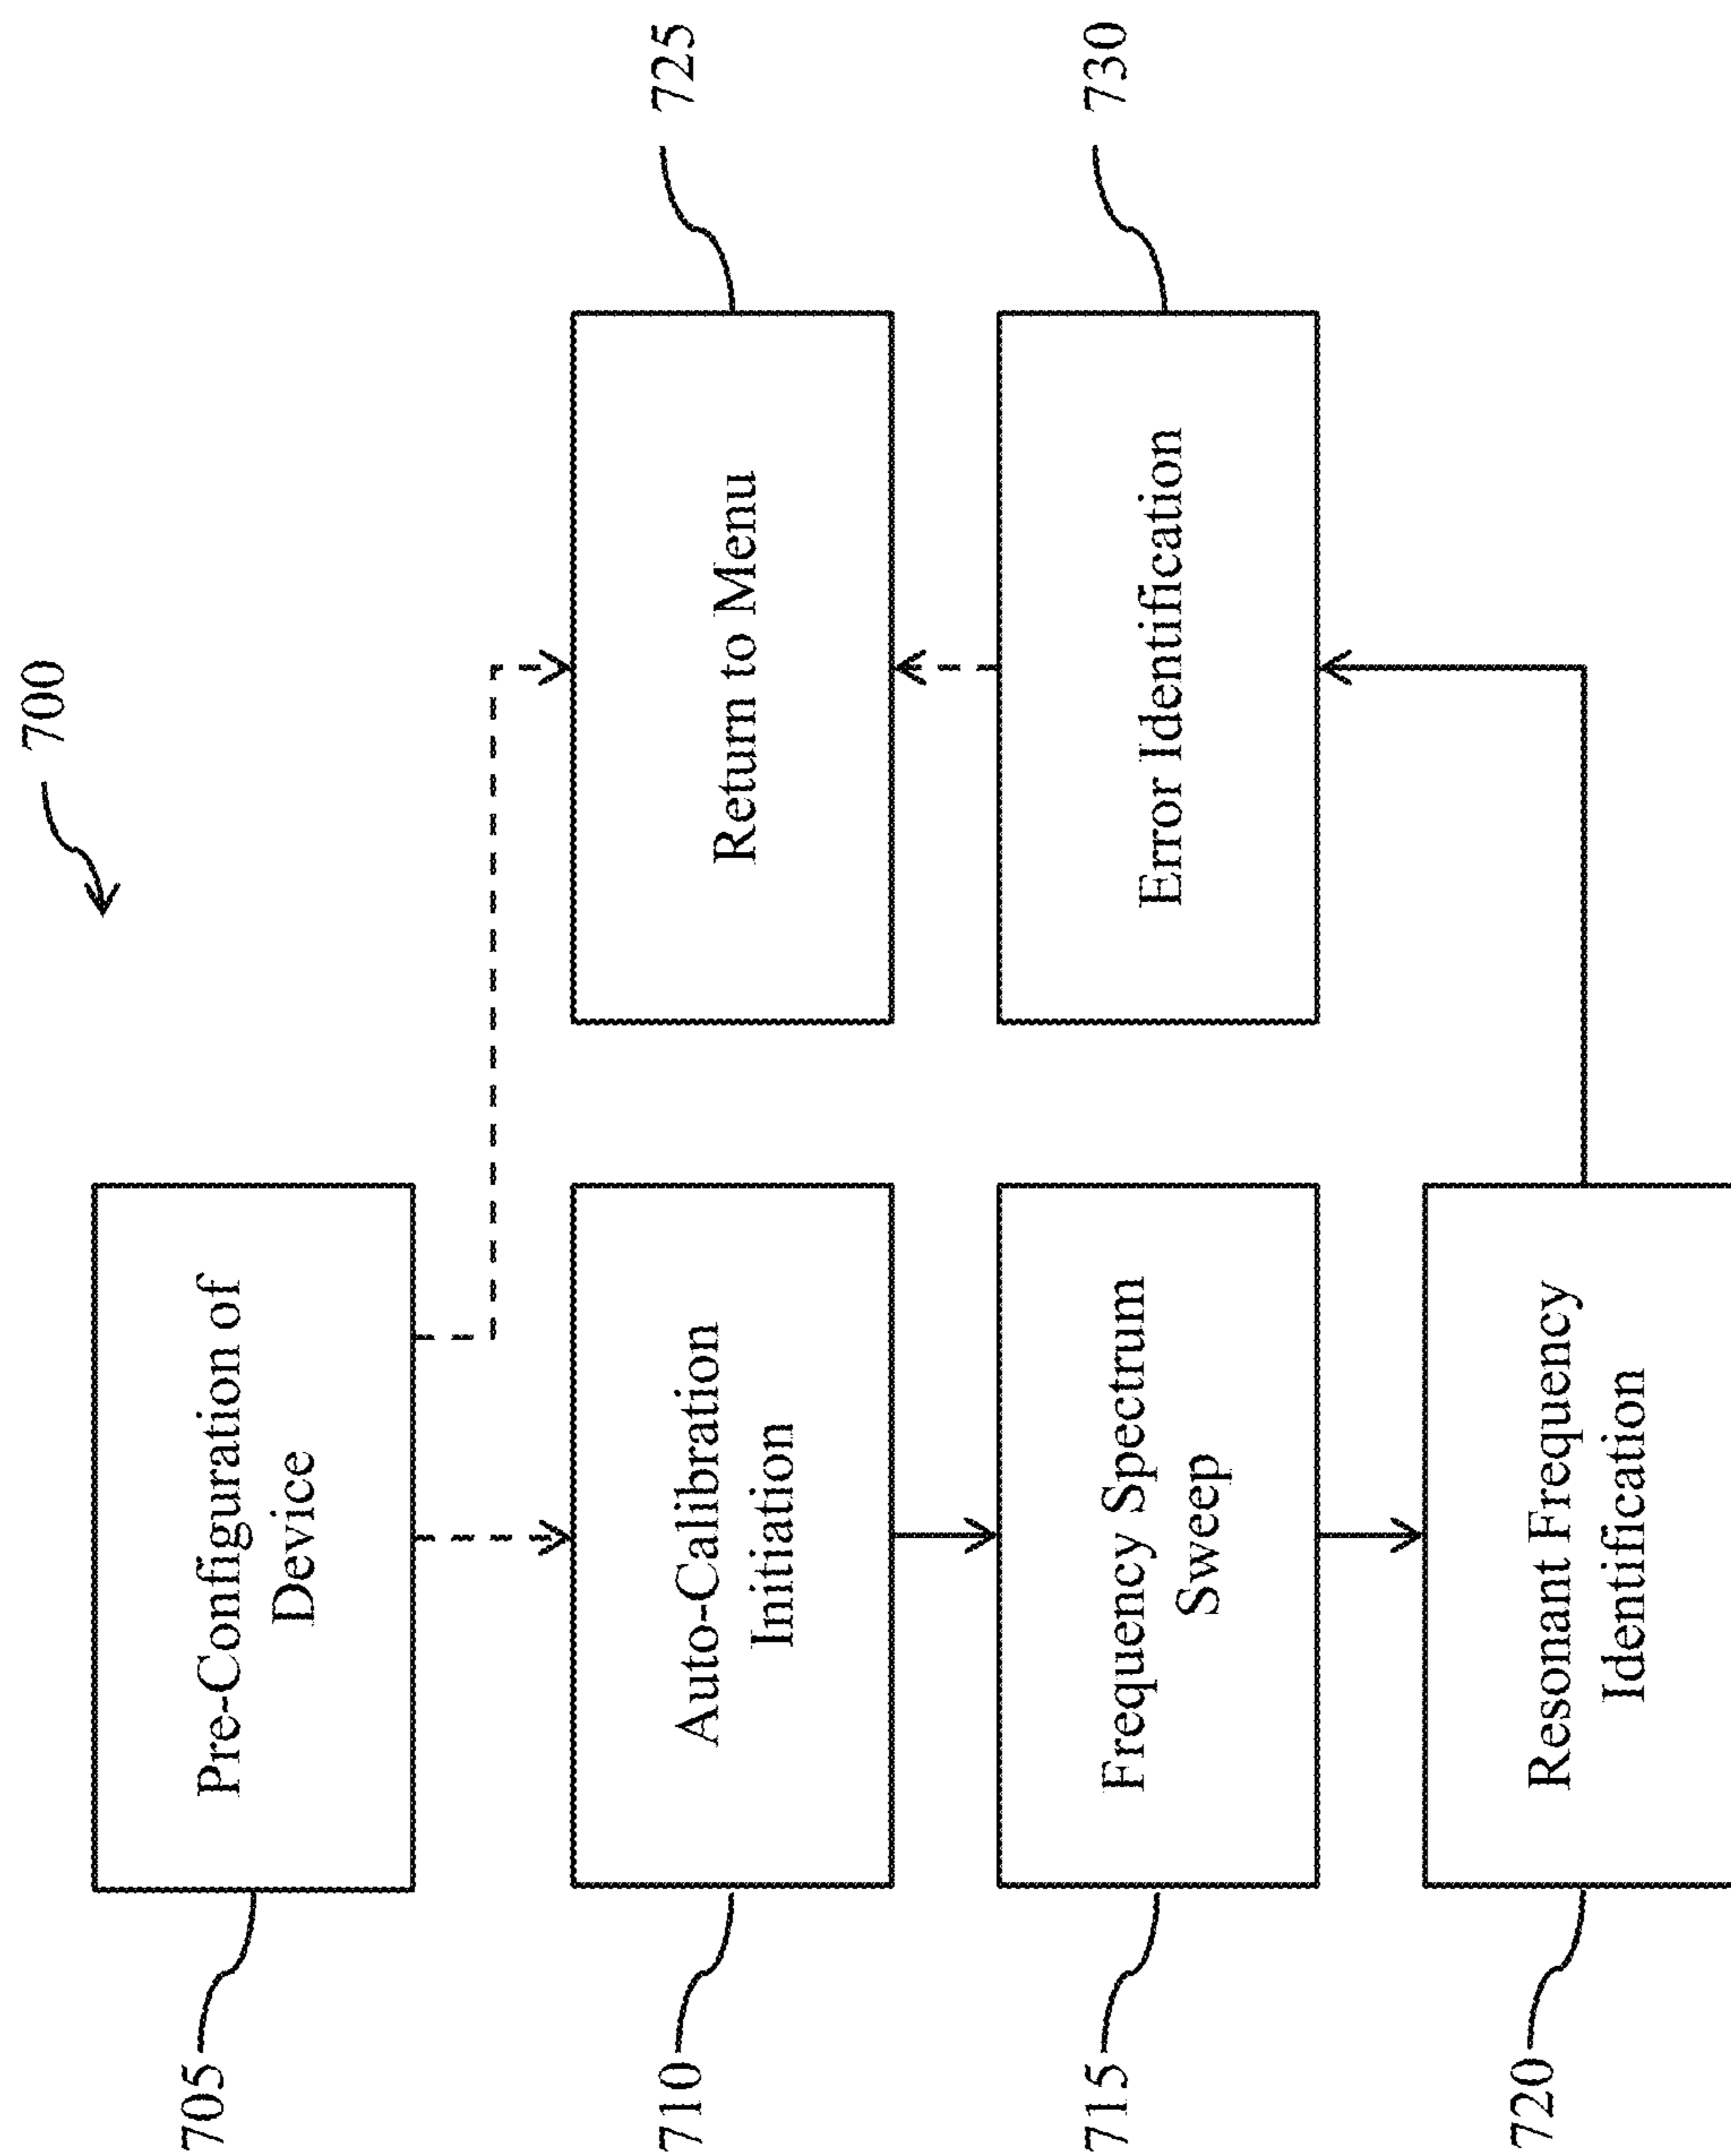 700
705
Pre-Configuration of
Device
710
Auto-Calibration
Initiation
Return to Menu
725
715
Frequency Spectrum
Sweep
Error Identification
730
720
Resonant Frequency
Identification